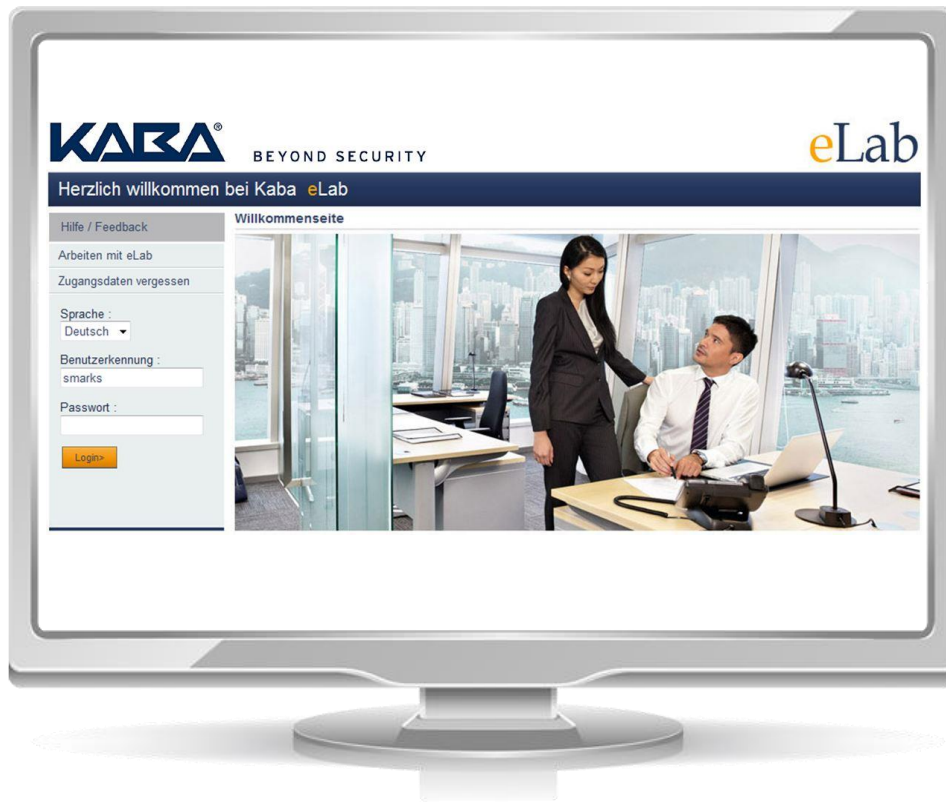 KABA®
BEYOND SECURITY
eLab
Herzlich willkommen bei Kaba eLab
Hilfe / Feedback
Willkommenseite
Arbeiten mit eLab
Zugangsdaten vergessen
Sprache :
Deutsch
Benutzerkennung :
smarks
Passwort :
Login>